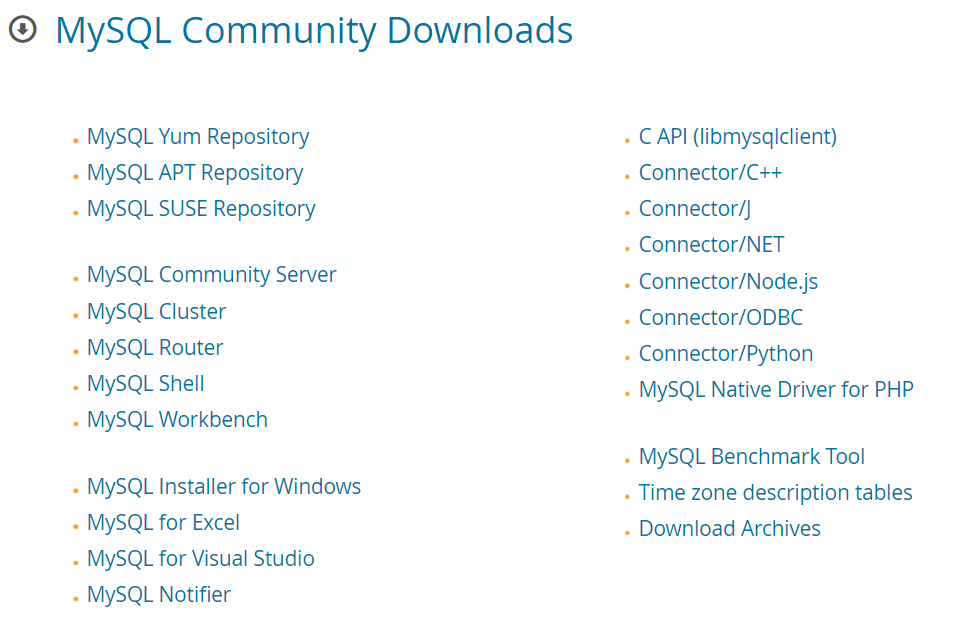 MySQL Community Downloads
MySQL Yum Repository
MySQL APT Repository
MySQL SUSE Repository
MySQL Community Server
MySQL Cluster
MySQL Router
MySQL Shell
MySQL Workbench
MySQL Installer for Windows
MySQL for Excel
MySQL for Visual Studio
MySQL Notifier
C API (libmysqlclient)
Connector/C++
Connector/J
Connector/NET
Connector/Node.js
Connector/ODBC
Connector/Python
MySQL Native Driver for PHP
MySQL Benchmark Tool
Time zone description tables
Download Archives